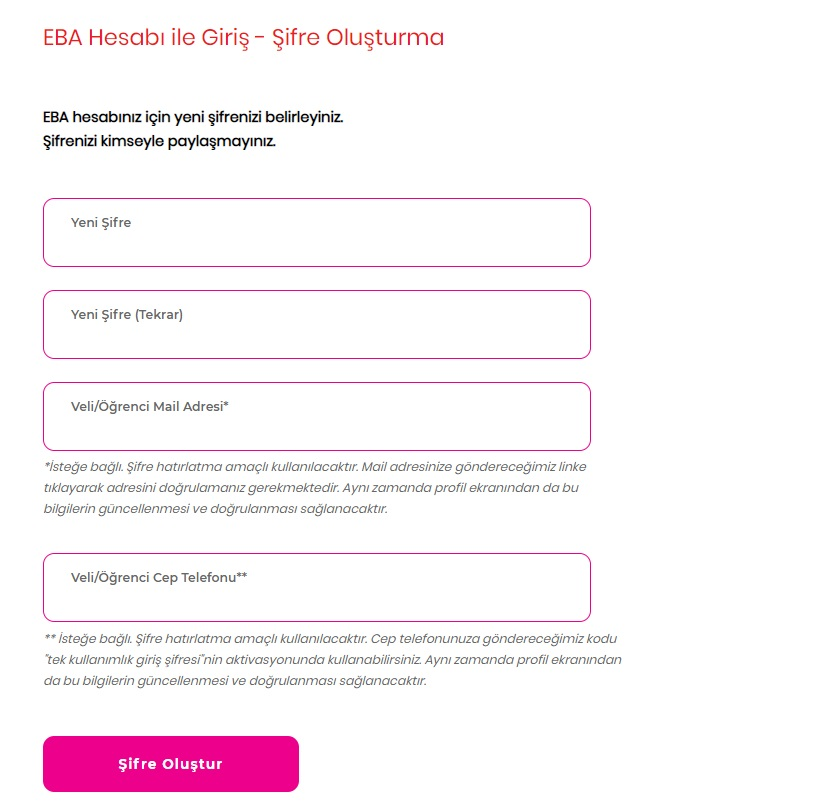 EBA Hesabı ile Giriş - Şifre Oluşturma
EBA hesabınız için yeni şifrenizi belirleyiniz.
Şifrenizi kimseyle paylaşmayınız.
Yeni Şifre
Yeni Şifre (Tekrar)
Veli/Öğrenci Mail Adresi*
*İsteğe bağlı. Şifre hatırlatma amaçlı kullanılacaktır. Mail adresinize göndereceğimiz linke
tıklayarak adresini doğrulamanız gerekmektedir. Aynı zamanda profil ekranından da bu
bilgilerin güncellenmesi ve doğrulanması sağlanacaktır.
Veli/Öğrenci Cep Telefonu**
** İsteğe bağlı. Şifre hatırlatma amaçlı kullanılacaktır. Cep telefonunuza göndereceğimiz kodu
"tek kullanımlık giriş şifresi"nin aktivasyonunda kullanabilirsiniz. Aynı zamanda profil ekranından
da bu bilgilerin güncellenmesi ve doğrulanması sağlanacaktır.
Şifre Oluştur